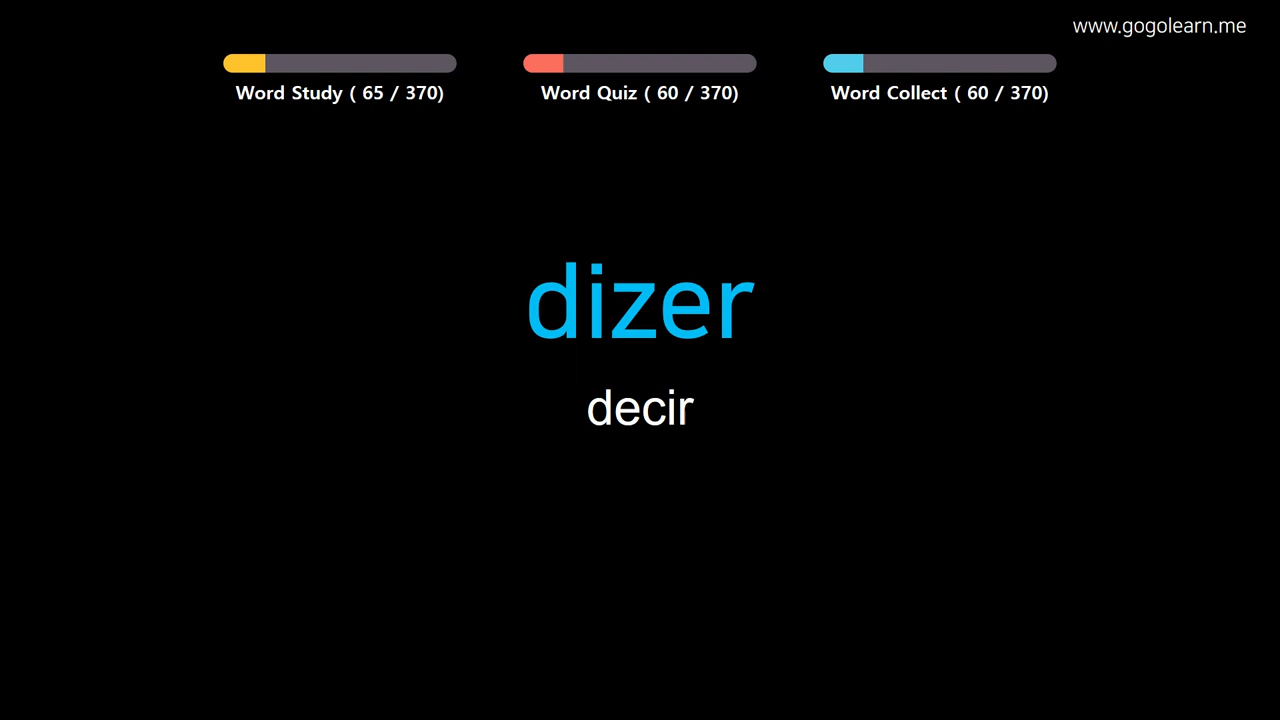 www.gogolearn.me
Word Study ( 65 / 370)
Word Quiz ( 60 / 370)
Word Collect ( 60 / 370)
dizer
decir